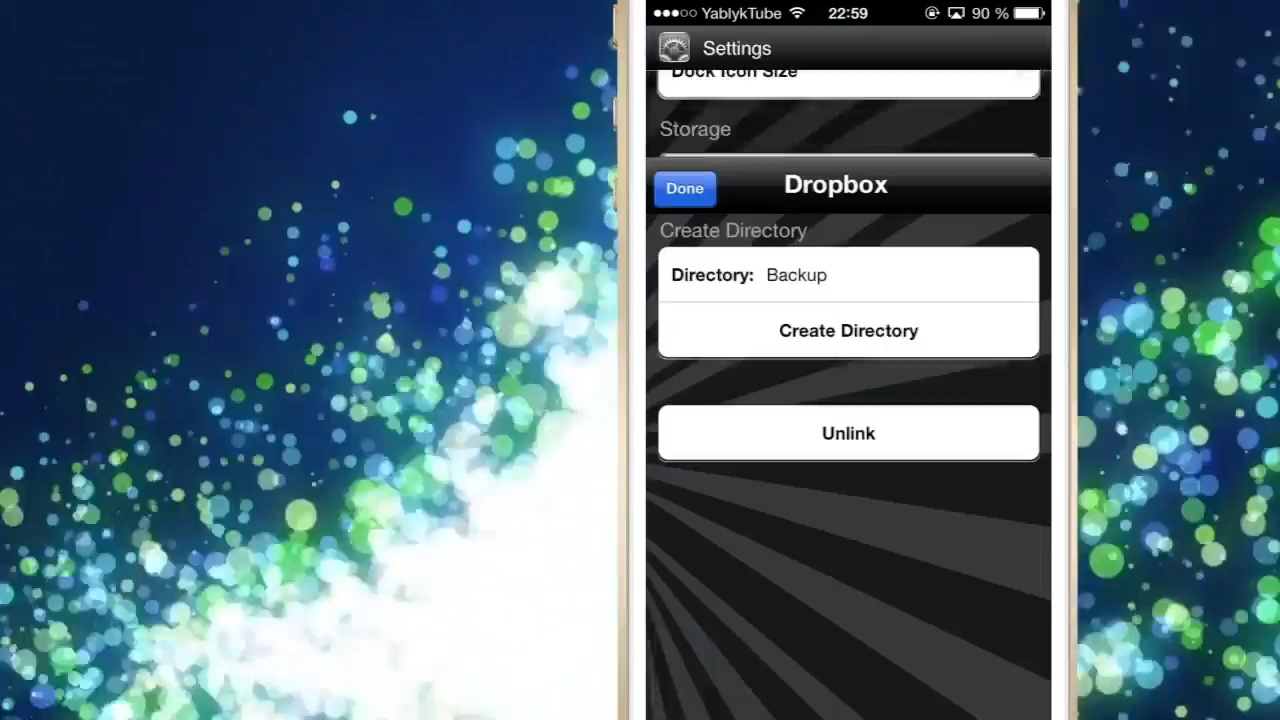 YablykTube 22:59 90 %
Settings
Dock Icon Size
Storage
Done Dropbox
Create Directory
Directory: Backup
Create Directory
Unlink